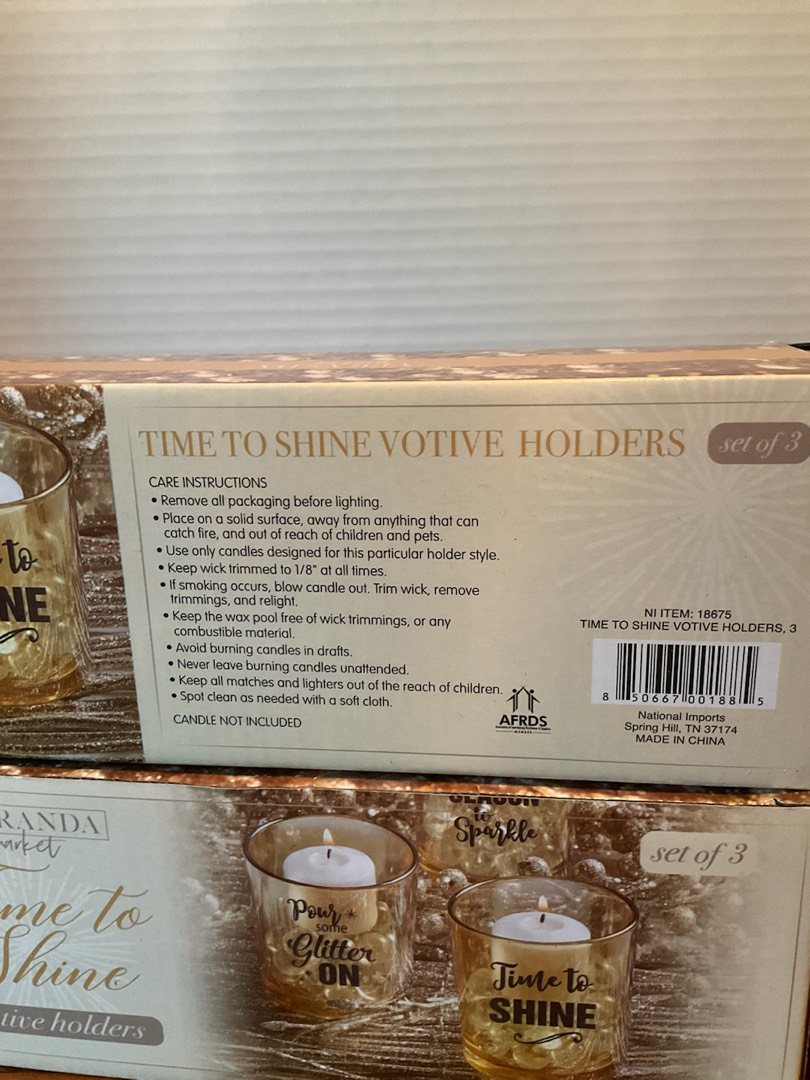 TIME TO SHINE VOTIVE HOLDERS set of 3
CARE INSTRUCTIONS
• Remove all packaging before lighting.
• Place on a solid surface, away from anything that can
catch fire, and out of reach of children and pets.
• Use only candles designed for this particular holder style.
• Keep wick trimmed to 1/8" at all times.
• If smoking occurs, blow candle out. Trim wick, remove
trimmings, and relight.
• Keep the wax pool free of wick trimmings, or any
combustible material.
• Avoid burning candles in drafts.
• Never leave burning candles unattended.
• Keep all matches and lighters out of the reach of children.
• Spot clean as needed with a soft cloth.
CANDLE NOT INCLUDED
to
NE
AFRDS
MEMBER
NI ITEM: 18675
TIME TO SHINE VOTIVE HOLDERS, 3
8 50667 00188 5
National Imports
Spring Hill, TN 37174
MADE IN CHINA
RANDA
arket
me to
Shine
tive holders
Pour
some
Glitter
ON
SEASON
to
Sparkle
Time to
SHINE
set of 3